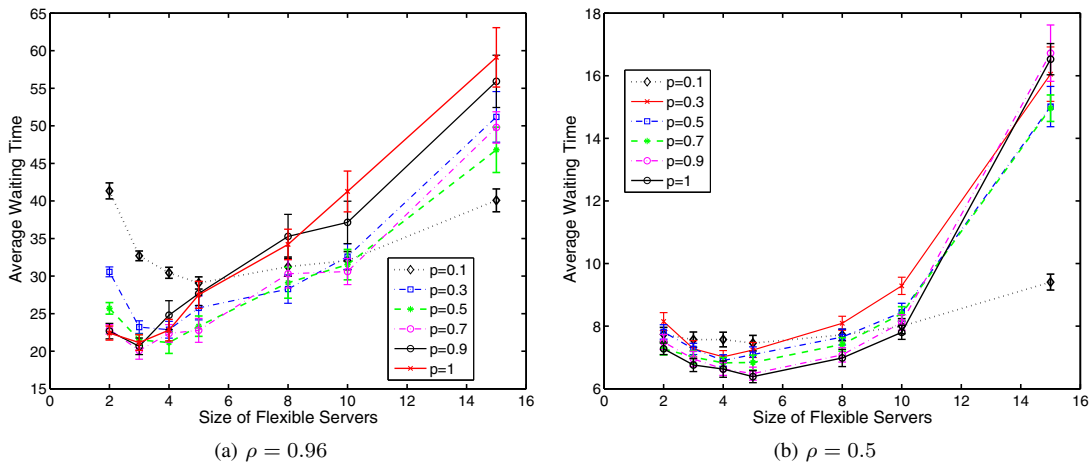 65
60
55
50
45
40
35
30
25
20
15
Average Waiting Time
0 2 4 6 8 10 12 14 16
Size of Flexible Servers
p=0.1
p=0.3
p=0.5
p=0.7
p=0.9
p=1
(a) ρ = 0.96
18
16
14
12
10
8
6
Average Waiting Time
0 2 4 6 8 10 12 14 16
Size of Flexible Servers
p=0.1
p=0.3
p=0.5
p=0.7
p=0.9
p=1
(b) ρ = 0.5